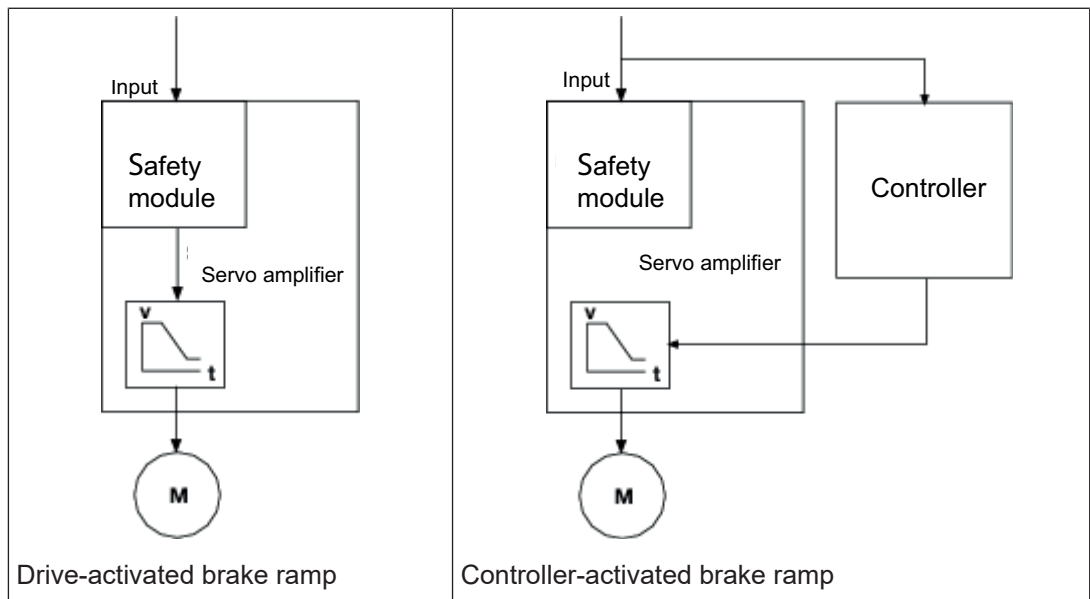 Input
Safety
module
Servo amplifier
v
t
M
Drive-activated brake ramp
Input
Safety
module
Controller
Servo amplifier
v
t
M
Controller-activated brake ramp